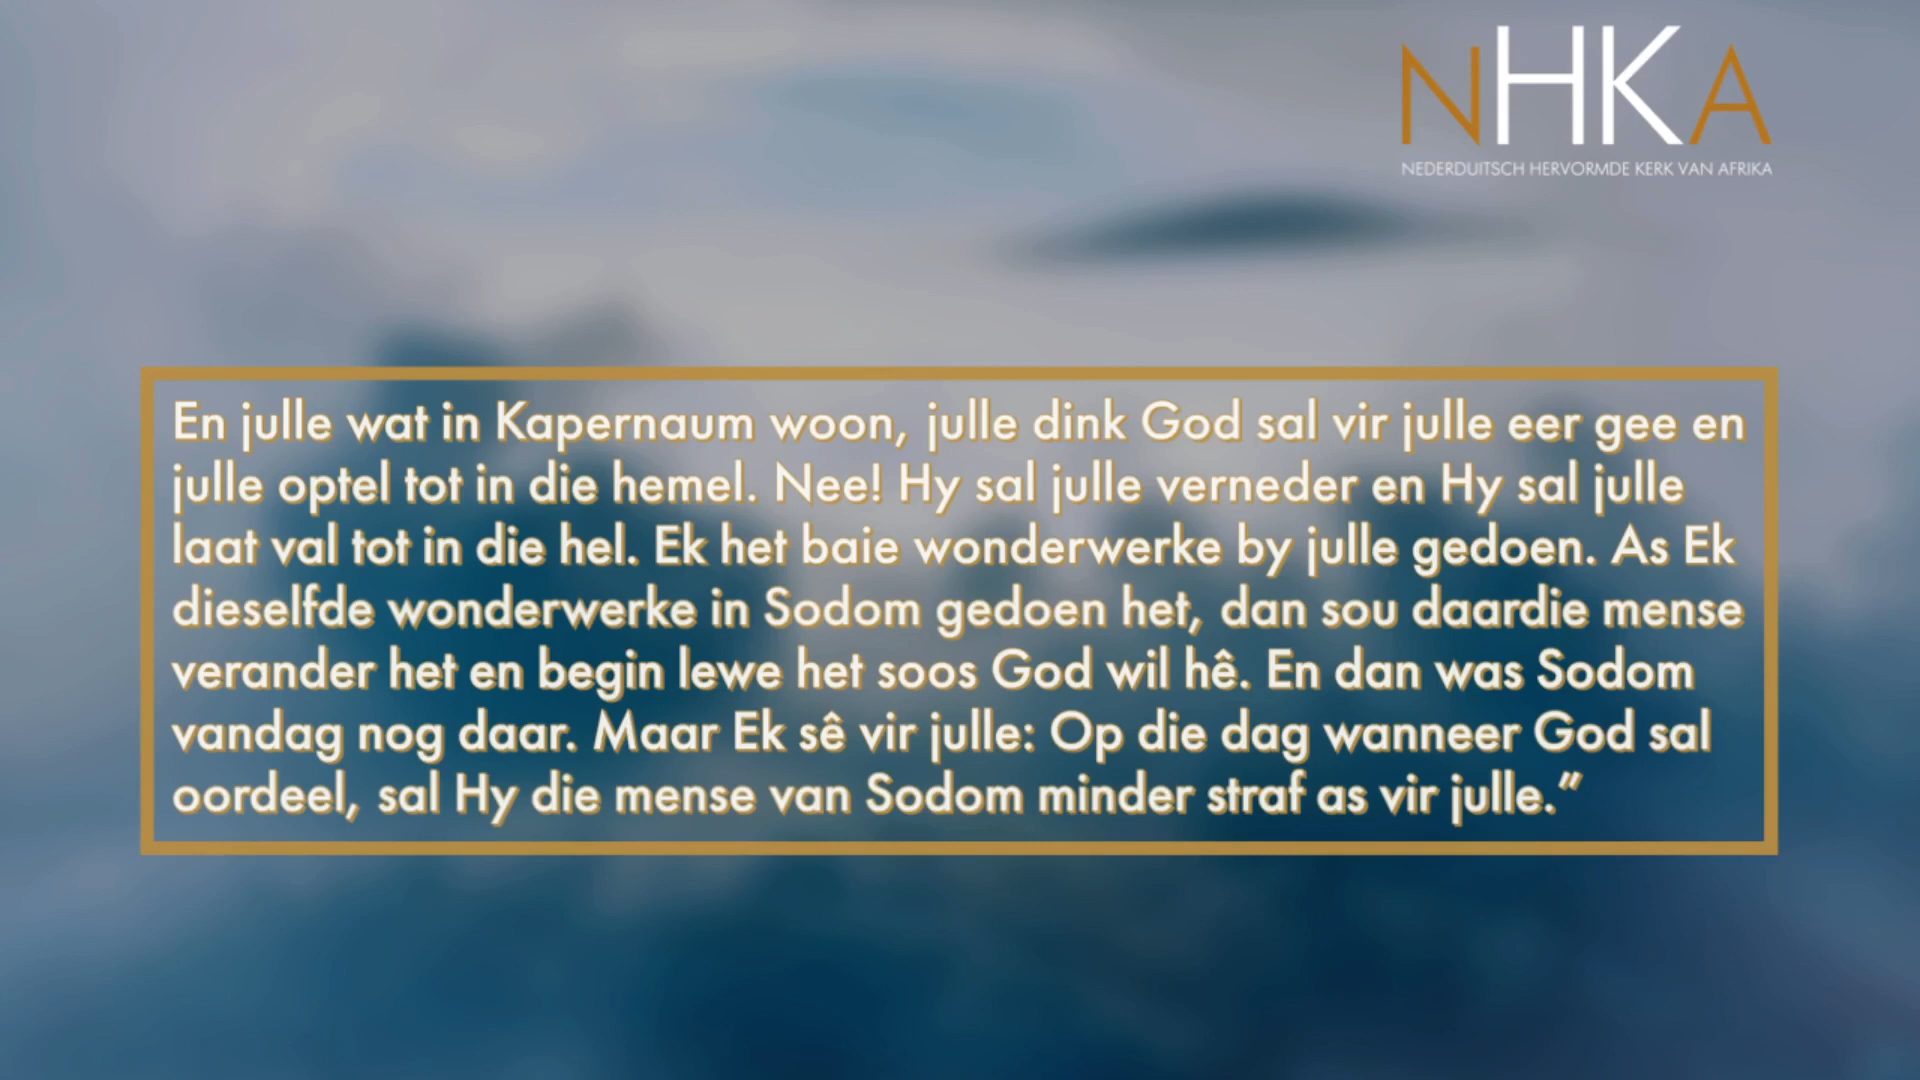 NHKA
NEDERDUITSCH HERVORMDE KERK VAN AFRIKA
En julle wat in Kapernaum woon, julle dink God sal vir julle eer gee en
julle optel tot in die hemel. Nee! Hy sal julle verneder en Hy sal julle
laat val tot in die hel. Ek het baie wonderwerke by julle gedoen. As Ek
dieselfde wonderwerke in Sodom gedoen het, dan sou daardie mense
verander het en begin lewe het soos God wil hê. En dan was Sodom
vandag nog daar. Maar Ek sê vir julle: Op die dag wanneer God sal
oordeel, sal Hy die mense van Sodom minder straf as vir julle.”